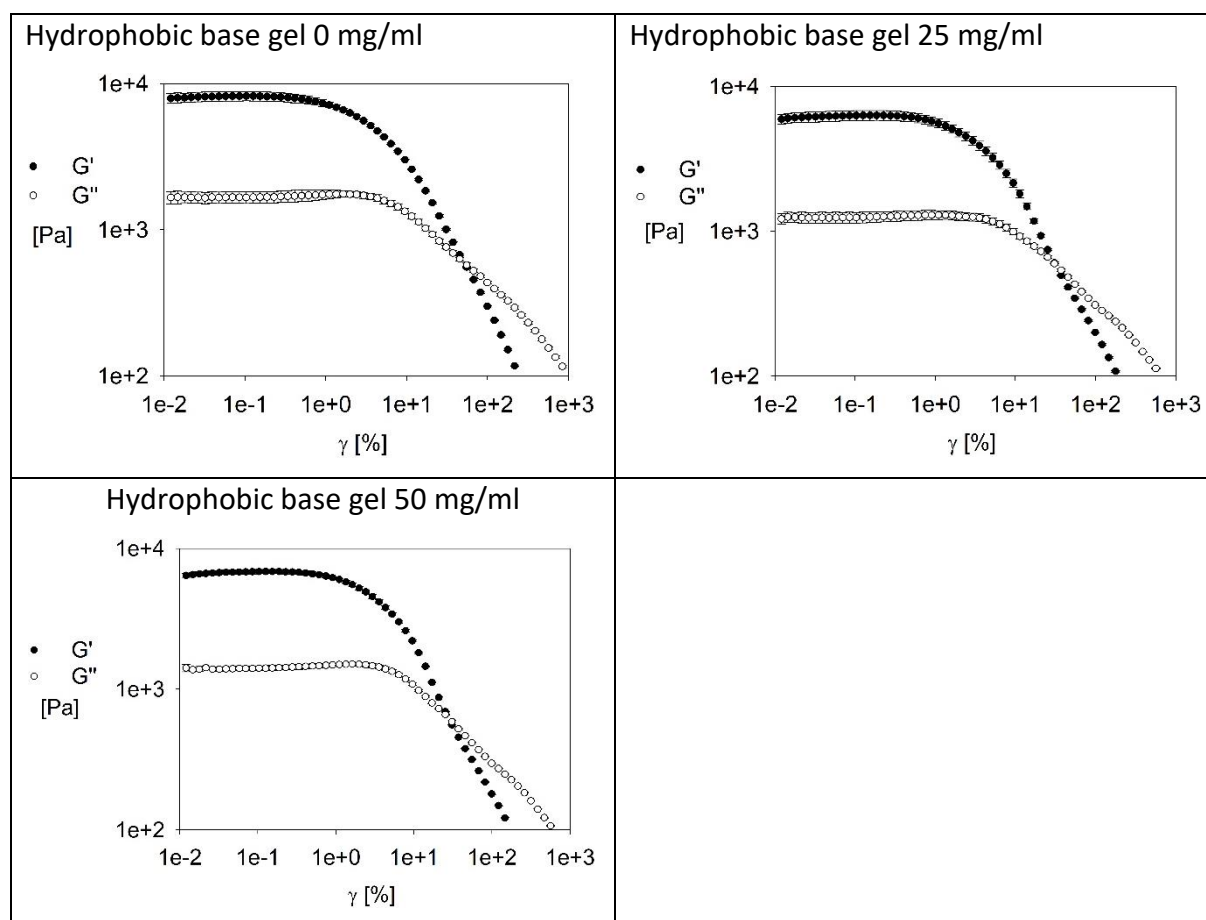 Hydrophobic base gel 0 mg/ml
1e+4
G'
G"
[Pa]
1e+3
1e+2
1e-2 1e-1 1e+0 1e+1 1e+2 1e+3
γ [%]
Hydrophobic base gel 25 mg/ml
1e+4
G'
G"
[Pa]
1e+3
1e+2
1e-2 1e-1 1e+0 1e+1 1e+2 1e+3
γ [%]
Hydrophobic base gel 50 mg/ml
1e+4
G'
G"
[Pa]
1e+3
1e+2
1e-2 1e-1 1e+0 1e+1 1e+2 1e+3
γ [%]